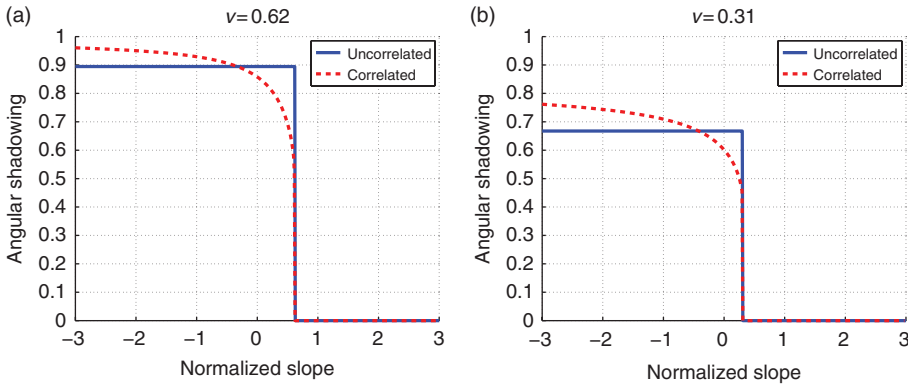 (a)
v=0.62
Angular shadowing
1
0.9
0.8
0.7
0.6
0.5
0.4
0.3
0.2
0.1
0
−3 −2 −1 0 1 2 3
Normalized slope
Uncorrelated
Correlated
(b)
v=0.31
Angular shadowing
1
0.9
0.8
0.7
0.6
0.5
0.4
0.3
0.2
0.1
0
−3 −2 −1 0 1 2 3
Normalized slope
Uncorrelated
Correlated